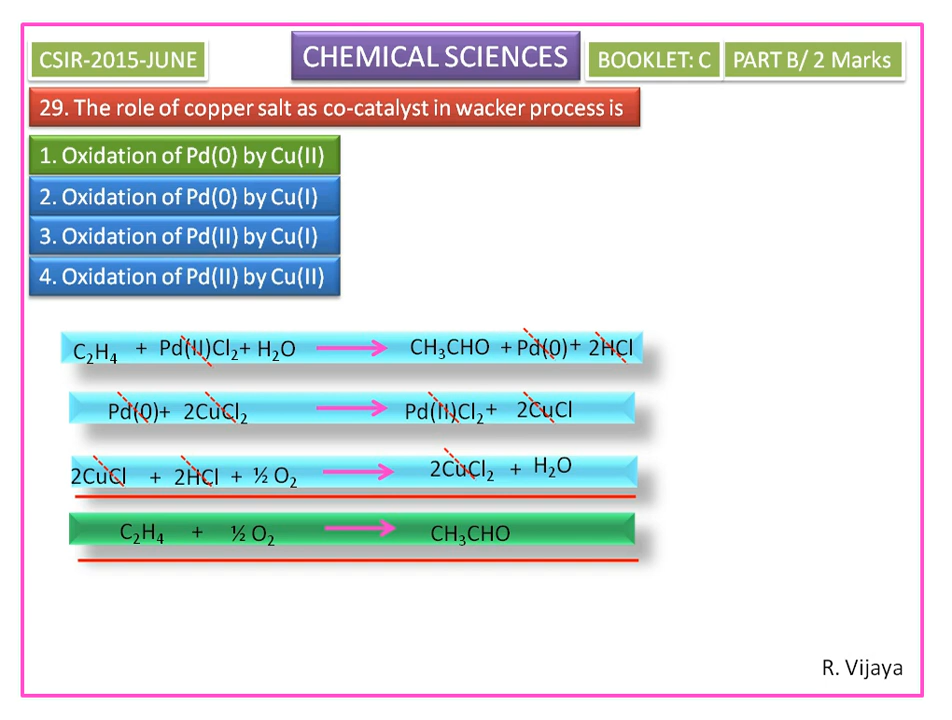 CSIR-2015-JUNE
CHEMICAL SCIENCES
BOOKLET: C
PART B/ 2 Marks
29. The role of copper salt as co-catalyst in wacker process is
1. Oxidation of Pd(0) by Cu(II)
2. Oxidation of Pd(0) by Cu(I)
3. Oxidation of Pd(II) by Cu(I)
4. Oxidation of Pd(II) by Cu(II)
C₂H₄ + Pd(II)Cl₂+ H₂O → CH₃CHO + Pd(0)+ 2HCl
Pd(0)+ 2CuCl₂ → Pd(II)Cl₂+ 2CuCl
2CuCl + 2HCl + ½ O₂ → 2CuCl₂ + H₂O
C₂H₄ + ½ O₂ → CH₃CHO
R. Vijaya